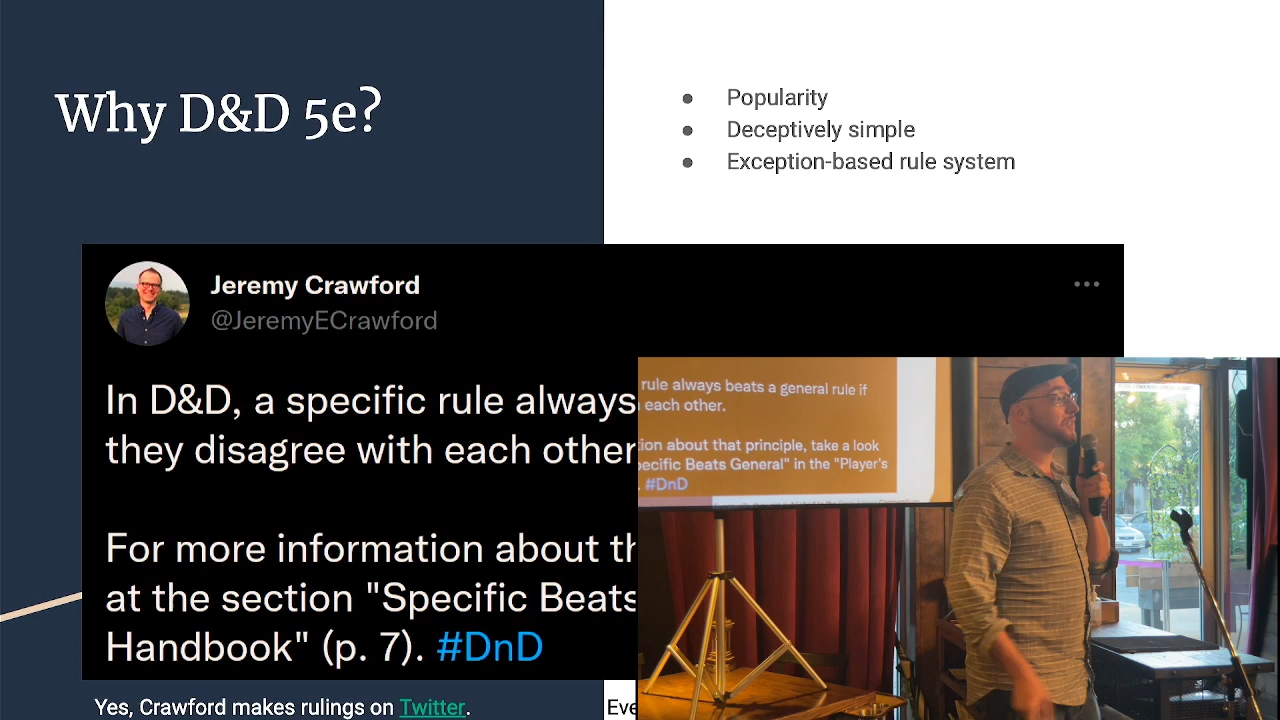 Why D&D 5e?
● Popularity
● Deceptively simple
● Exception-based rule system
Jeremy Crawford
@JeremyECrawford
In D&D, a specific rule always
they disagree with each other
For more information about th
at the section "Specific Beats
Handbook" (p. 7). #DnD
rule always beats a general rule if
each other.
tion about that principle, take a look
pecific Beats General" in the "Player's
. #DnD
Yes, Crawford makes rulings on Twitter.
Eve